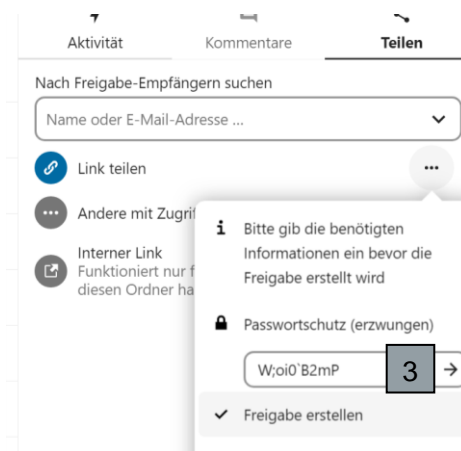 Aktivität
Kommentare
Teilen
Nach Freigabe-Empfängern suchen
Name oder E-Mail-Adresse ...
Link teilen
Andere mit Zugri
Interner Link
Funktioniert nur f
diesen Ordner ha
Bitte gib die benötigten
Informationen ein bevor die
Freigabe erstellt wird
Passwortschutz (erzwungen)
W;oi0`B2mP
3
Freigabe erstellen